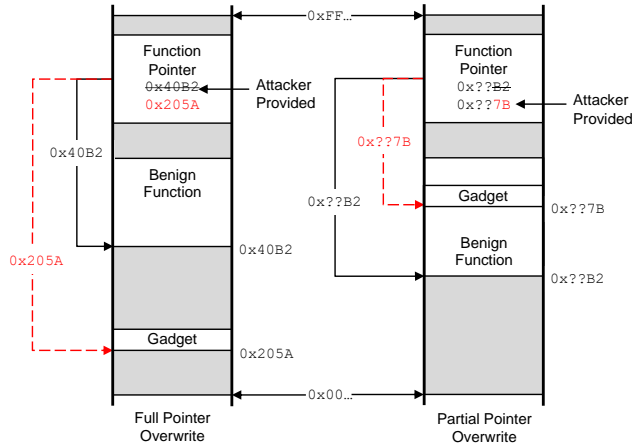 0xFF…
Function
Pointer
0x40B2
0x205A
Attacker
Provided
0x40B2
Benign
Function
0x40B2
0x205A
Gadget
0x205A
Full Pointer
Overwrite
Function
Pointer
0x??B2
0x??7B
Attacker
Provided
0x??7B
0x??B2
Gadget
0x??7B
Benign
Function
0x??B2
0x00…
Partial Pointer
Overwrite